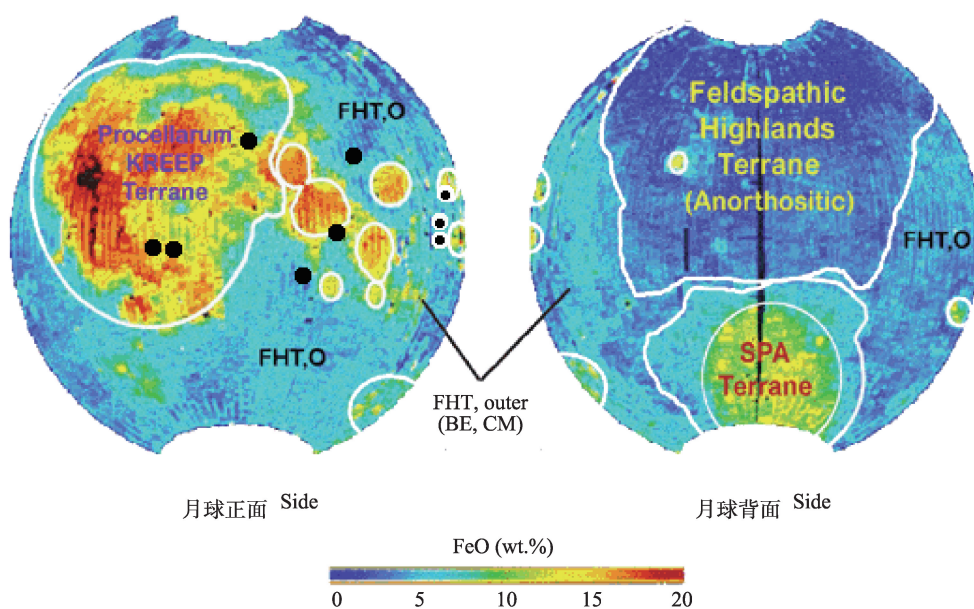 FHT,O
Procellarum
KREEP
Terrane
FHT,O
Feldspathic
Highlands
Terrane
(Anorthositic)
FHT,O
SPA
Terrane
FHT, outer
(BE, CM)
月球正面 Side
月球背面 Side
FeO (wt.%)
0 5 10 15 20